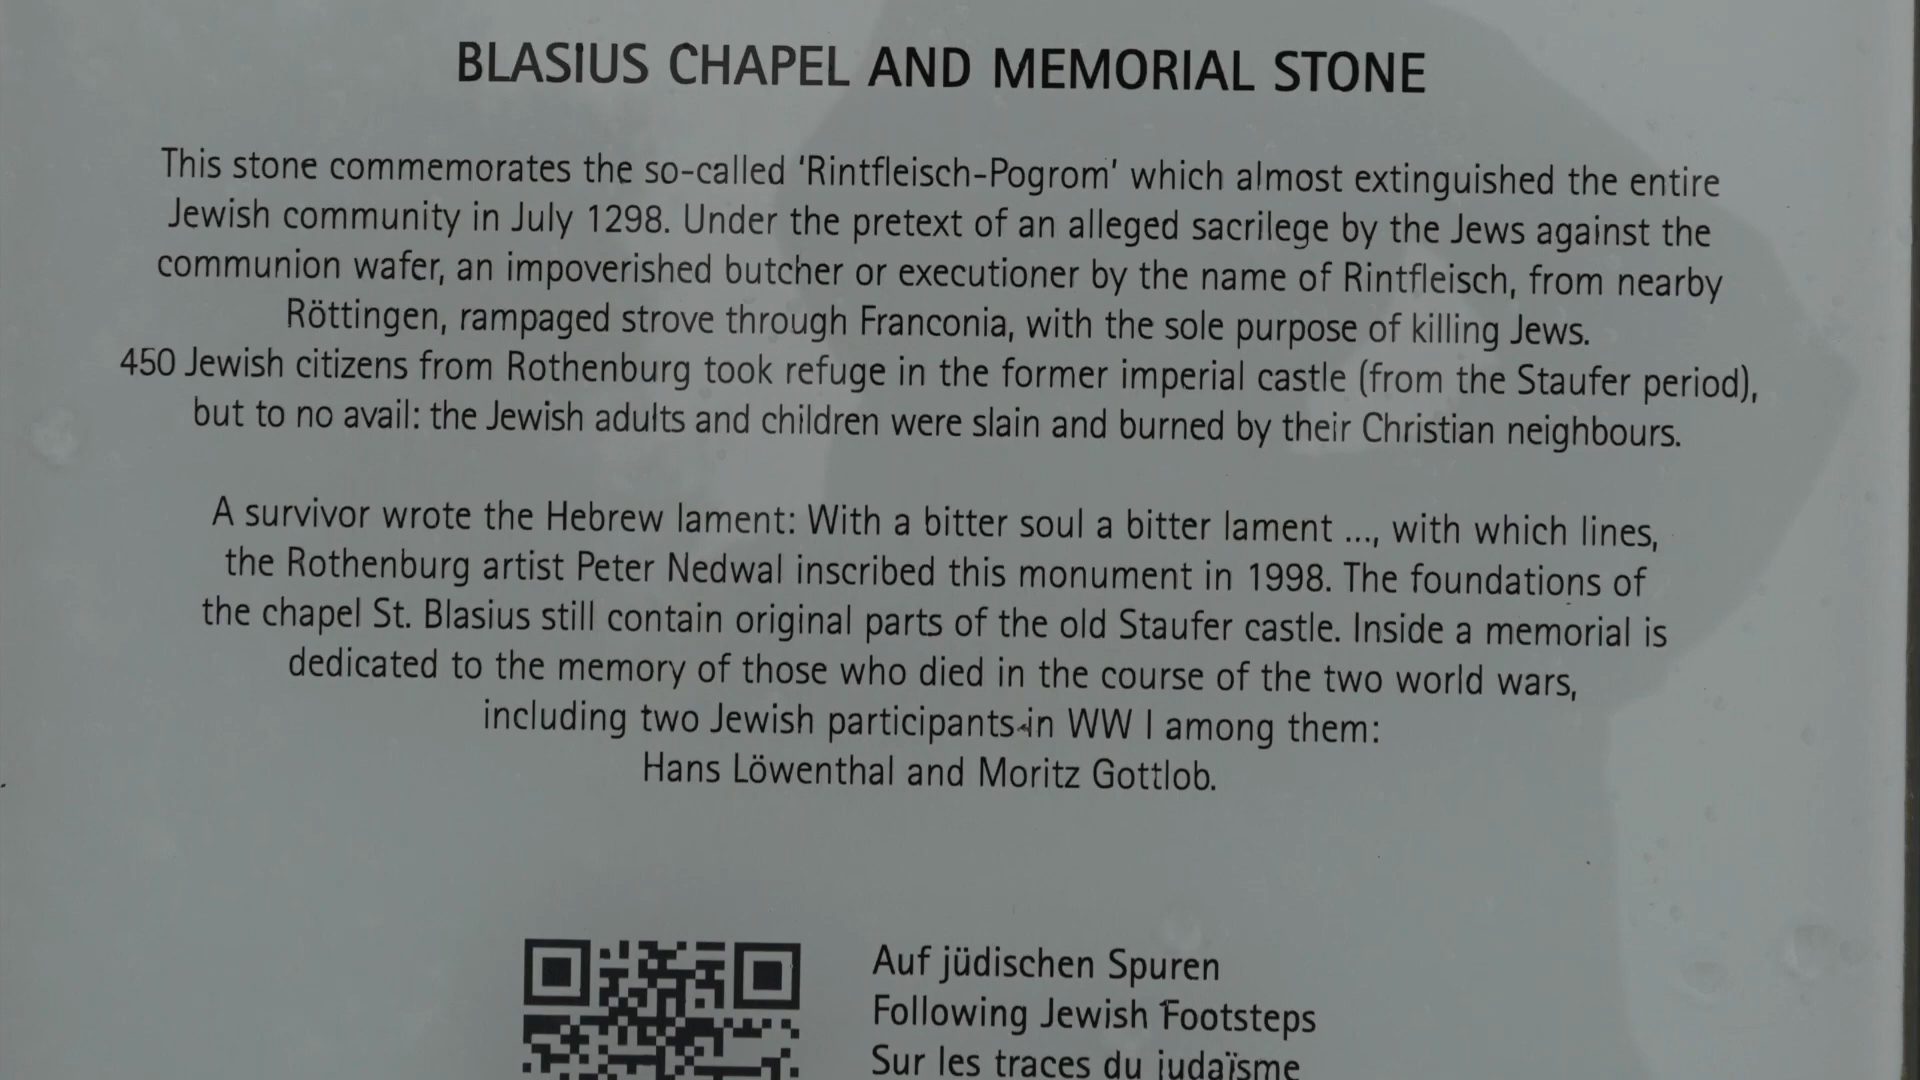 BLASIUS CHAPEL AND MEMORIAL STONE
This stone commemorates the so-called 'Rintfleisch-Pogrom' which almost extinguished the entire
Jewish community in July 1298. Under the pretext of an alleged sacrilege by the Jews against the
communion wafer, an impoverished butcher or executioner by the name of Rintfleisch, from nearby
Röttingen, rampaged strove through Franconia, with the sole purpose of killing Jews.
450 Jewish citizens from Rothenburg took refuge in the former imperial castle (from the Staufer period),
but to no avail: the Jewish adults and children were slain and burned by their Christian neighbours.
A survivor wrote the Hebrew lament: With a bitter soul a bitter lament ..., with which lines,
the Rothenburg artist Peter Nedwal inscribed this monument in 1998. The foundations of
the chapel St. Blasius still contain original parts of the old Staufer castle. Inside a memorial is
dedicated to the memory of those who died in the course of the two world wars,
including two Jewish participants in WW I among them:
Hans Löwenthal and Moritz Gottlob.
Auf jüdischen Spuren
Following Jewish Footsteps
Sur les traces du judaïsme